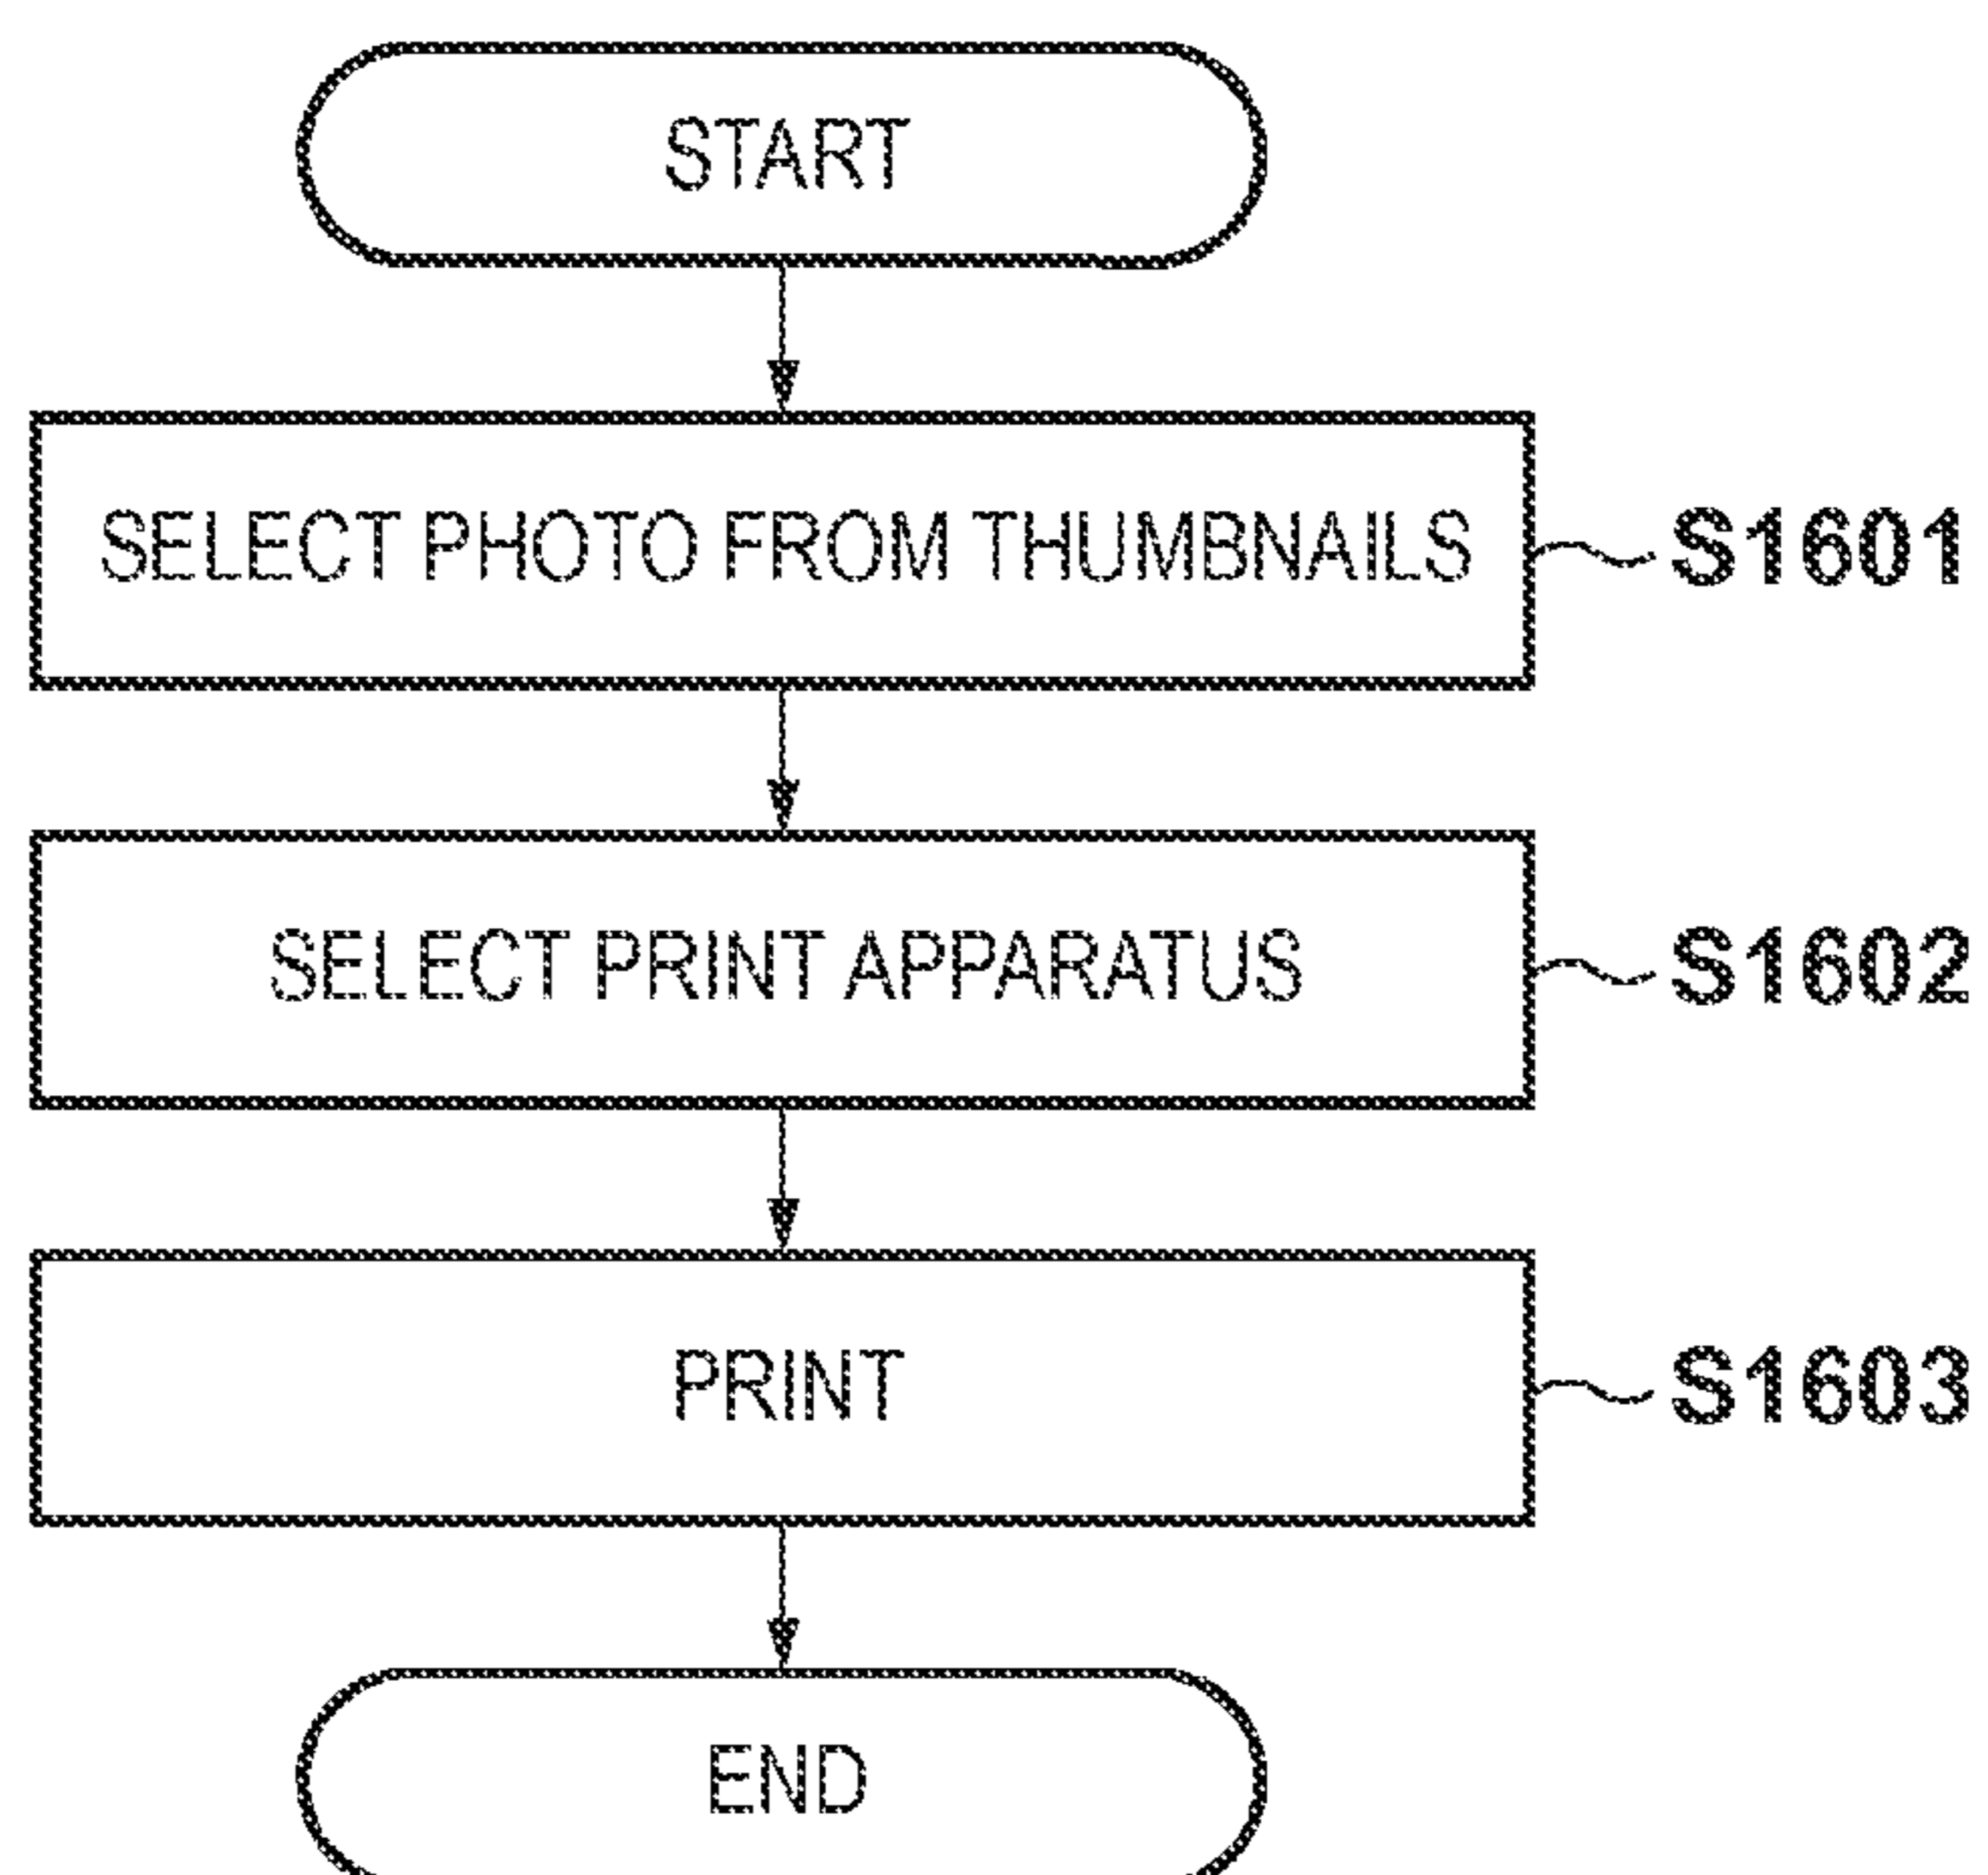 START
SELECT PHOTO FROM THUMBNAILS S1601
SELECT PRINT APPARATUS S1602
PRINT S1603
END